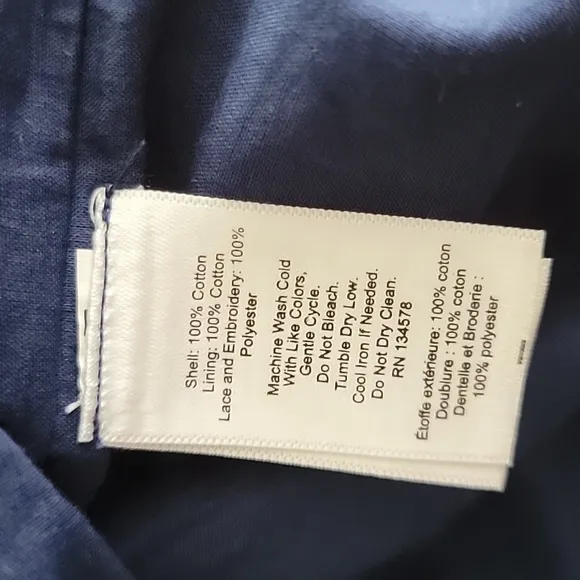 Shell: 100% Cotton
Lining: 100% Cotton
Lace and Embroidery: 100%
Polyester
Machine Wash Cold
With Like Colors,
Gentle Cycle.
Do Not Bleach.
Tumble Dry Low.
Cool Iron If Needed.
Do Not Dry Clean.
RN 134578
Étoffe extérieure: 100% coton
Doublure : 100% coton
Dentelle et Broderie :
100% polyester